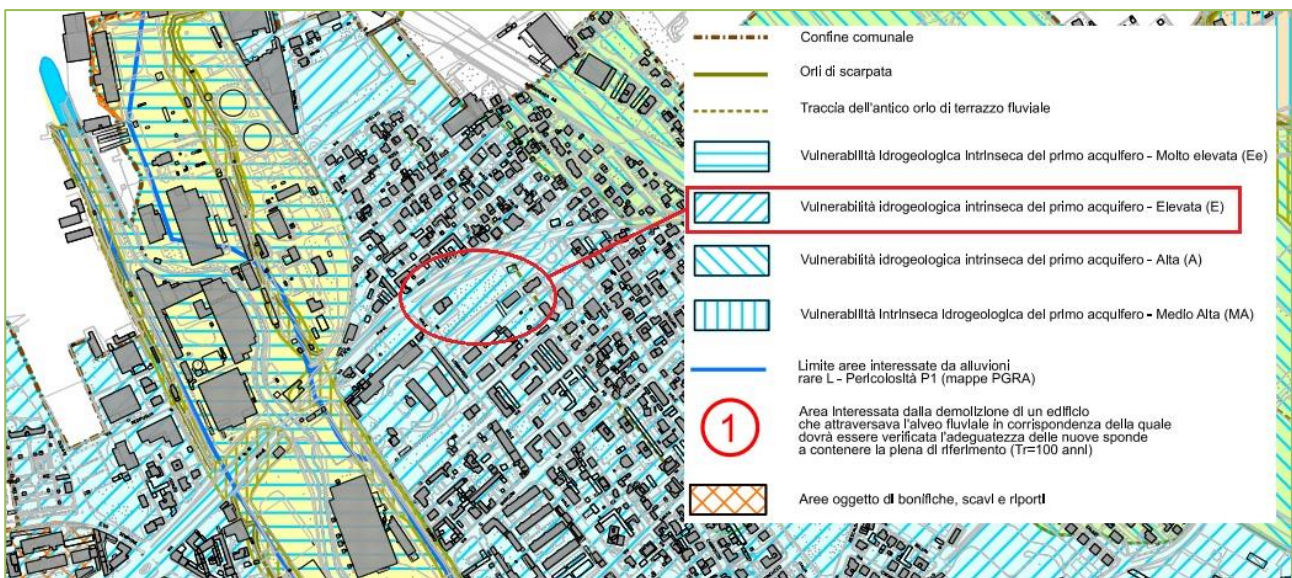 Confine comunale
Orli di scarpata
Traccia dell'antico orlo di terrazzo fluviale
Vulnerabilità idrogeologica intrinseca del primo acquifero - Molto elevata (Ee)
Vulnerabilità idrogeologica intrinseca del primo acquifero - Elevata (E)
Vulnerabilità idrogeologica intrinseca del primo acquifero - Alta (A)
Vulnerabilità intrinseca idrogeologica del primo acquifero - Medio Alta (MA)
Limite aree interessate da alluvioni
rare L - Pericolosità P1 (mappe PGRA)
1
Area interessata dalla demolizione di un edificio
che attraversava l'alveo fluviale in corrispondenza della quale
dovrà essere verificata l'adeguatezza delle nuove sponde
a contenere la piena di riferimento (Tr=100 anni)
Aree oggetto di bonifiche, scavi e riporti